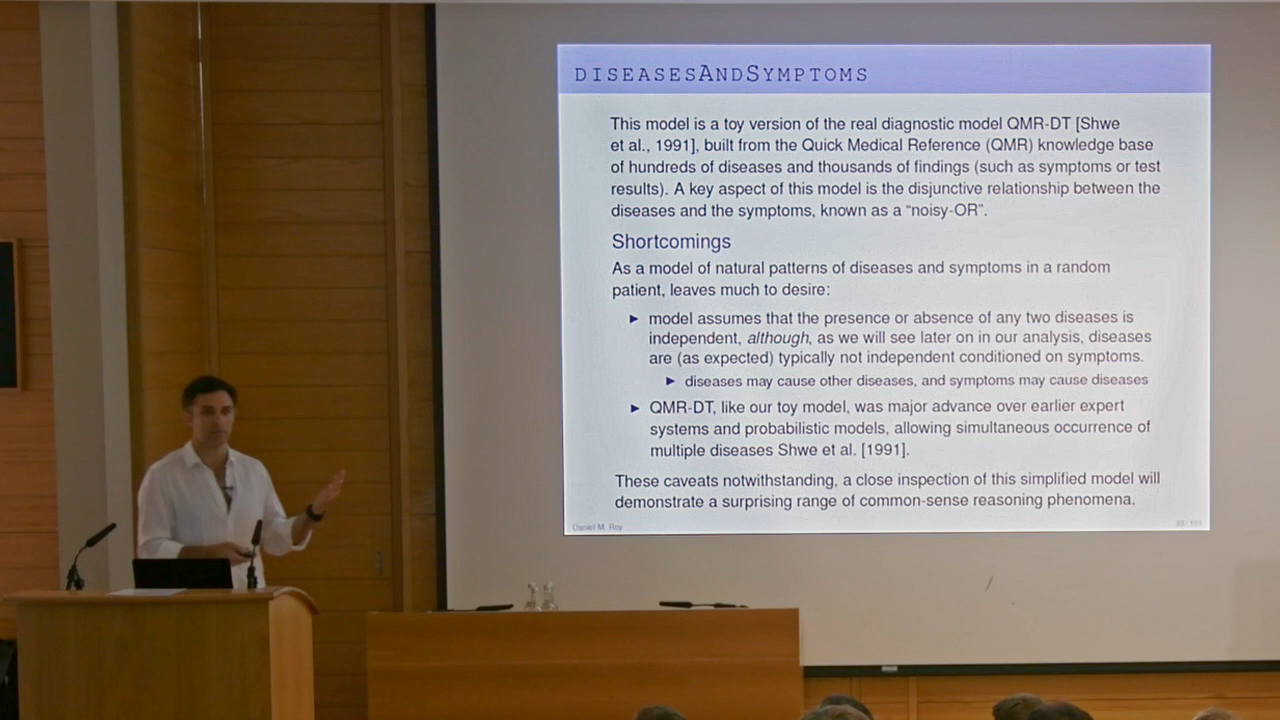 DISEASESANDSYMPTOMS
This model is a toy version of the real diagnostic model QMR-DT [Shwe
et al., 1991], built from the Quick Medical Reference (QMR) knowledge base
of hundreds of diseases and thousands of findings (such as symptoms or test
results). A key aspect of this model is the disjunctive relationship between the
diseases and the symptoms, known as a “noisy-OR”.
Shortcomings
As a model of natural patterns of diseases and symptoms in a random
patient, leaves much to desire:
▶ model assumes that the presence or absence of any two diseases is
independent, although, as we will see later on in our analysis, diseases
are (as expected) typically not independent conditioned on symptoms.
▶ diseases may cause other diseases, and symptoms may cause diseases
▶ QMR-DT, like our toy model, was major advance over earlier expert
systems and probabilistic models, allowing simultaneous occurrence of
multiple diseases Shwe et al. [1991].
These caveats notwithstanding, a close inspection of this simplified model will
demonstrate a surprising range of common-sense reasoning phenomena.
Daniel M. Roy